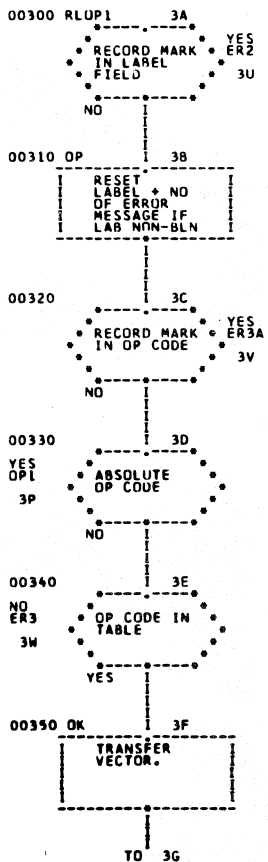 00300 RLOP1 3A
YES
RECORD MARK ER2
IN LABEL
FIELD 3U
NO
00310 OP 3B
RESET
LABEL + NO
OF ERROR
MESSAGE IF
LAB NON-BLN
00320 3C
YES
RECORD MARK ER3A
IN OP CODE
3V
NO
00330 3D
YES
OP1 ABSOLUTE
OP CODE
3P
NO
00340 3E
NO
ER3 OP CODE IN
TABLE
3W
YES
00350 OK 3F
TRANSFER
VECTOR.
TO 3G